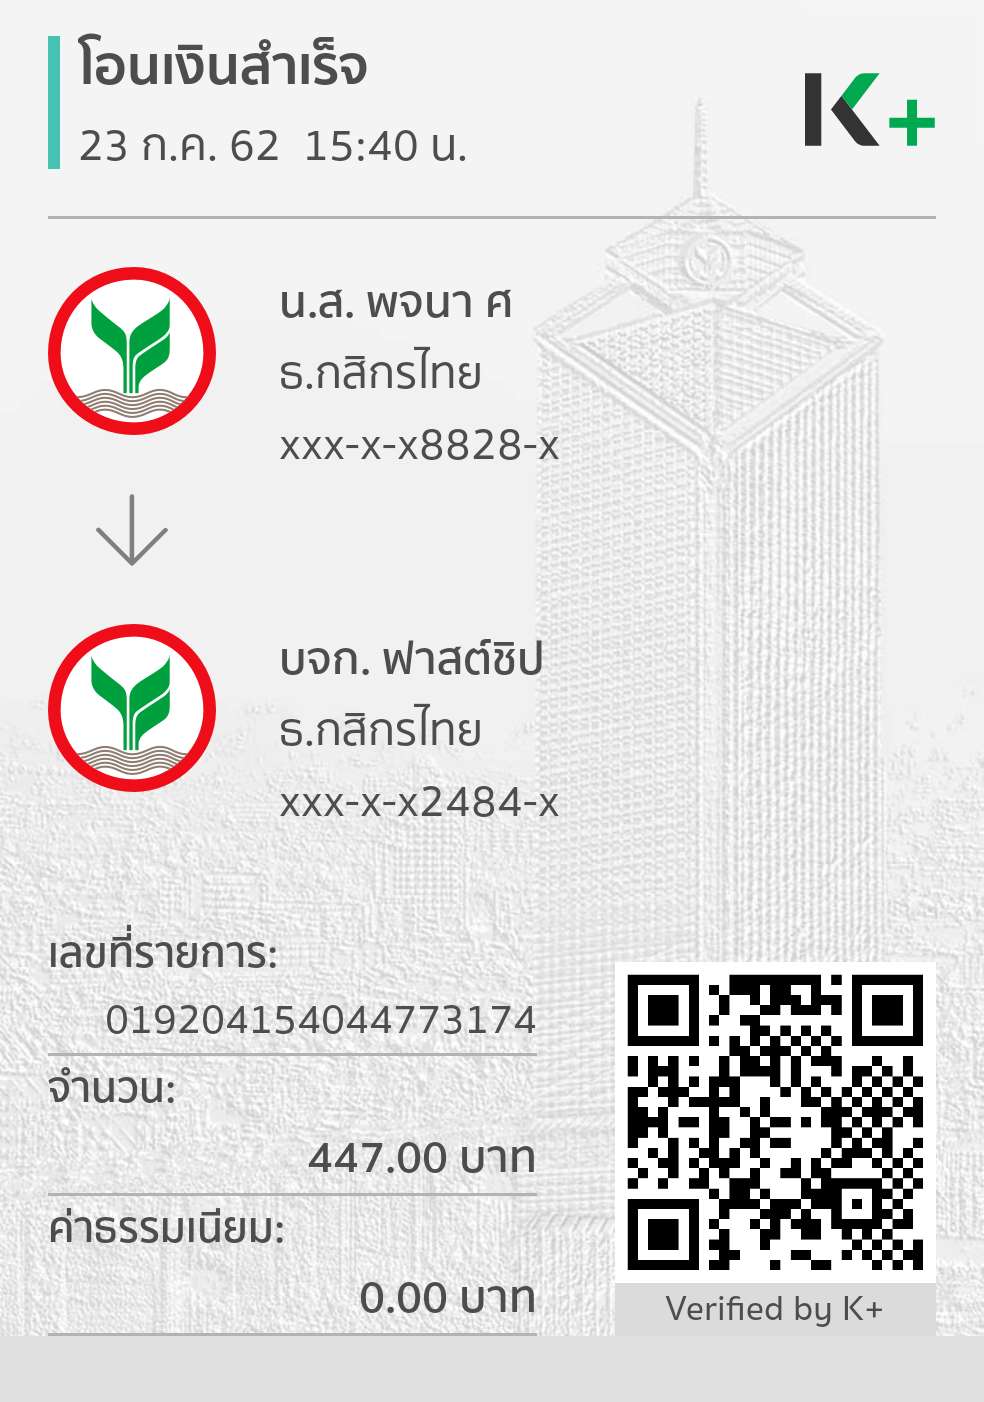 โอนเงินสำเร็จ
23 ก.ค. 62 15:40 น.
K+
น.ส. พจนา ศ
ธ.กสิกรไทย
xxx-x-x8828-x
บจก. ฟาสต์ชิป
ธ.กสิกรไทย
xxx-x-x2484-x
เลขที่รายการ:
019204154044773174
จำนวน:
447.00 บาท
ค่าธรรมเนียม:
0.00 บาท
Verified by K+